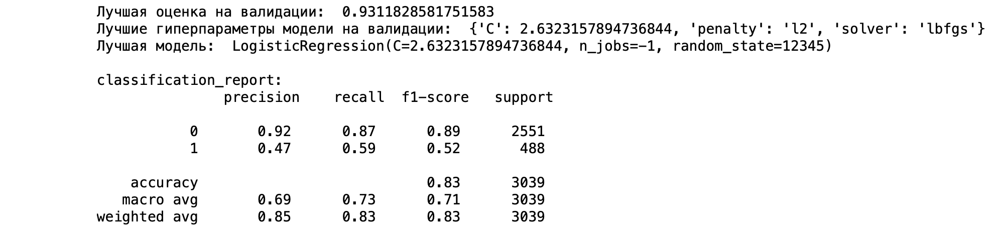 Лучшая оценка на валидации:  0.9311828581751583
Лучшие гиперпараметры модели на валидации:  {'C': 2.6323157894736844, 'penalty': 'l2', 'solver': 'lbfgs'}
Лучшая модель:  LogisticRegression(C=2.6323157894736844, n_jobs=-1, random_state=12345)
classification_report:
precision    recall  f1-score   support
0       0.92      0.87      0.89      2551
1       0.47      0.59      0.52       488
accuracy                           0.83      3039
macro avg       0.69      0.73      0.71      3039
weighted avg       0.85      0.83      0.83      3039